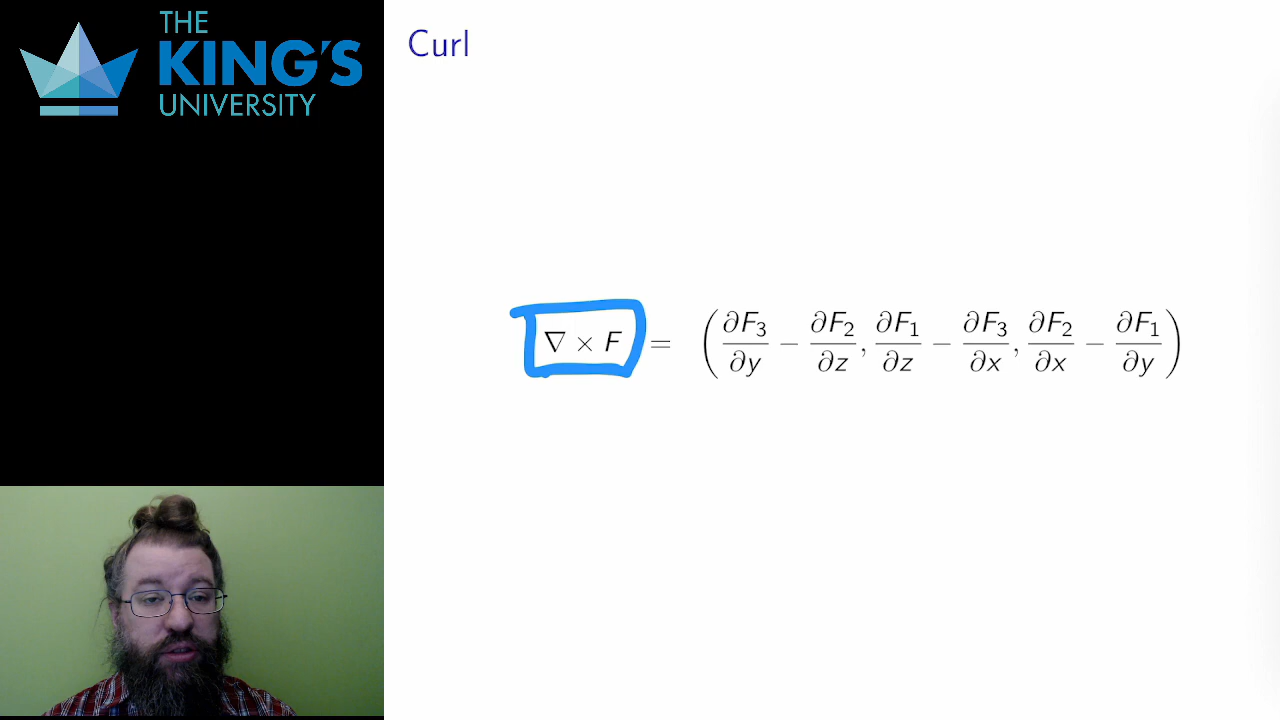 THE
KING'S
UNIVERSITY
Curl
∇ × F = (∂F₃/∂y − ∂F₂/∂z, ∂F₁/∂z − ∂F₃/∂x, ∂F₂/∂x − ∂F₁/∂y)